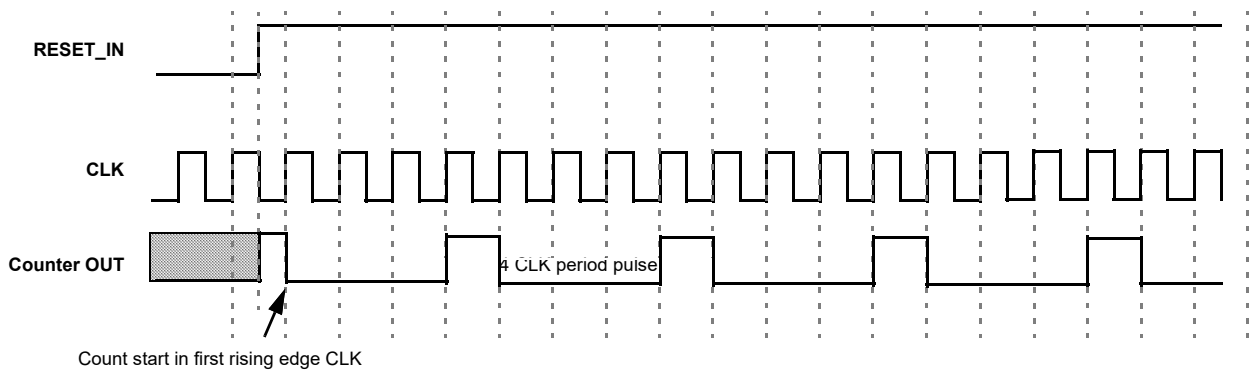 RESET_IN
CLK
Counter OUT
4 CLK period pulse
Count start in first rising edge CLK